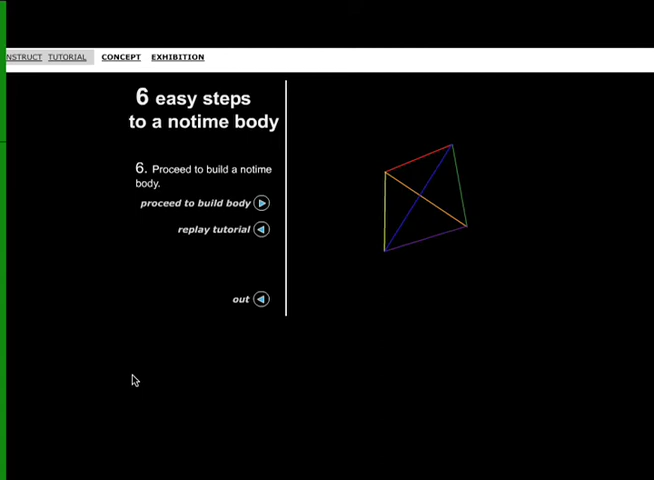 NSTRUCT TUTORIAL CONCEPT EXHIBITION
6 easy steps
to a notime body
6. Proceed to build a notime
body.
proceed to build body
replay tutorial
out